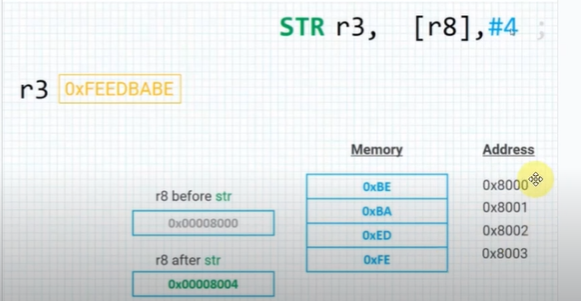 STR r3, [r8],#4 ;
r3 0xFEEDBABE
Memory Address
0xBE 0x8000
r8 before str
0xBA 0x8001
0x00008000
0xED 0x8002
0xFE 0x8003
r8 after str
0x00008004